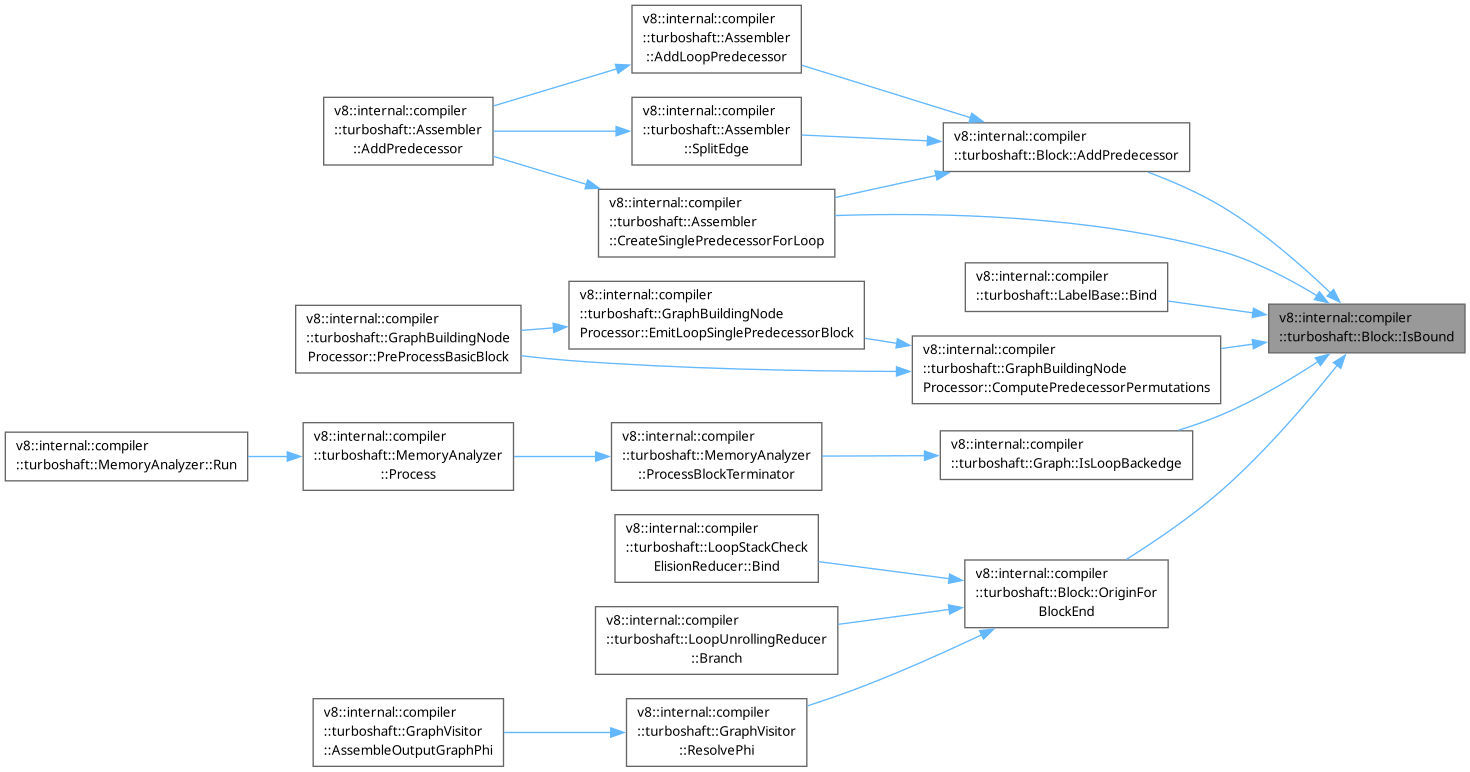 v8::internal::compiler
::turboshaft::Assembler
::AddLoopPredecessor
v8::internal::compiler
::turboshaft::Assembler
::AddPredecessor
v8::internal::compiler
::turboshaft::Assembler
::SplitEdge
v8::internal::compiler
::turboshaft::Block::AddPredecessor
v8::internal::compiler
::turboshaft::Assembler
::CreateSinglePredecessorForLoop
v8::internal::compiler
::turboshaft::LabelBase::Bind
v8::internal::compiler
::turboshaft::GraphBuildingNode
Processor::EmitLoopSinglePredecessorBlock
v8::internal::compiler
::turboshaft::GraphBuildingNode
Processor::PreProcessBasicBlock
v8::internal::compiler
::turboshaft::Block::IsBound
v8::internal::compiler
::turboshaft::GraphBuildingNode
Processor::ComputePredecessorPermutations
v8::internal::compiler
::turboshaft::MemoryAnalyzer::Run
v8::internal::compiler
::turboshaft::MemoryAnalyzer
::Process
v8::internal::compiler
::turboshaft::MemoryAnalyzer
::ProcessBlockTerminator
v8::internal::compiler
::turboshaft::Graph::IsLoopBackedge
v8::internal::compiler
::turboshaft::LoopStackCheck
ElisionReducer::Bind
v8::internal::compiler
::turboshaft::Block::OriginFor
BlockEnd
v8::internal::compiler
::turboshaft::LoopUnrollingReducer
::Branch
v8::internal::compiler
::turboshaft::GraphVisitor
::AssembleOutputGraphPhi
v8::internal::compiler
::turboshaft::GraphVisitor
::ResolvePhi